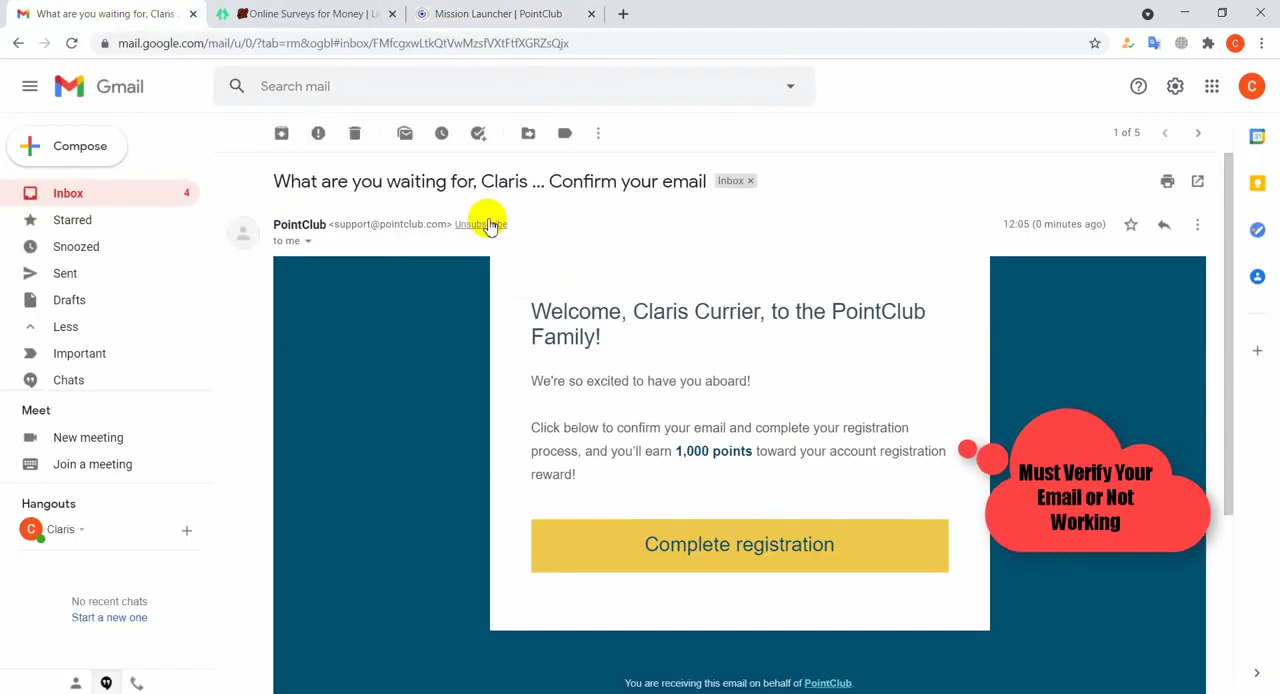 What are you waiting for, Claris
Online Surveys for Money | Li
Mission Launcher | PointClub
mail.google.com/mail/u/0/?tab=rm&ogbl#inbox/FMfcgxwLtkQtVwMzsfVXtFtfXGRZsQjx
C
Gmail
Search mail
C
Compose
1 of 5
What are you waiting for, Claris ... Confirm your email
Inbox
Inbox 4
Starred
PointClub <support@pointclub.com> Unsubscribe
12:05 (0 minutes ago)
to me
Snoozed
Sent
Drafts
Less
Important
Chats
Meet
New meeting
Join a meeting
Hangouts
C Claris
No recent chats
Start a new one
Welcome, Claris Currier, to the PointClub
Family!
We're so excited to have you aboard!
Click below to confirm your email and complete your registration
process, and you'll earn 1,000 points toward your account registration
reward!
Complete registration
Must Verify Your
Email or Not
Working
You are receiving this email on behalf of PointClub.